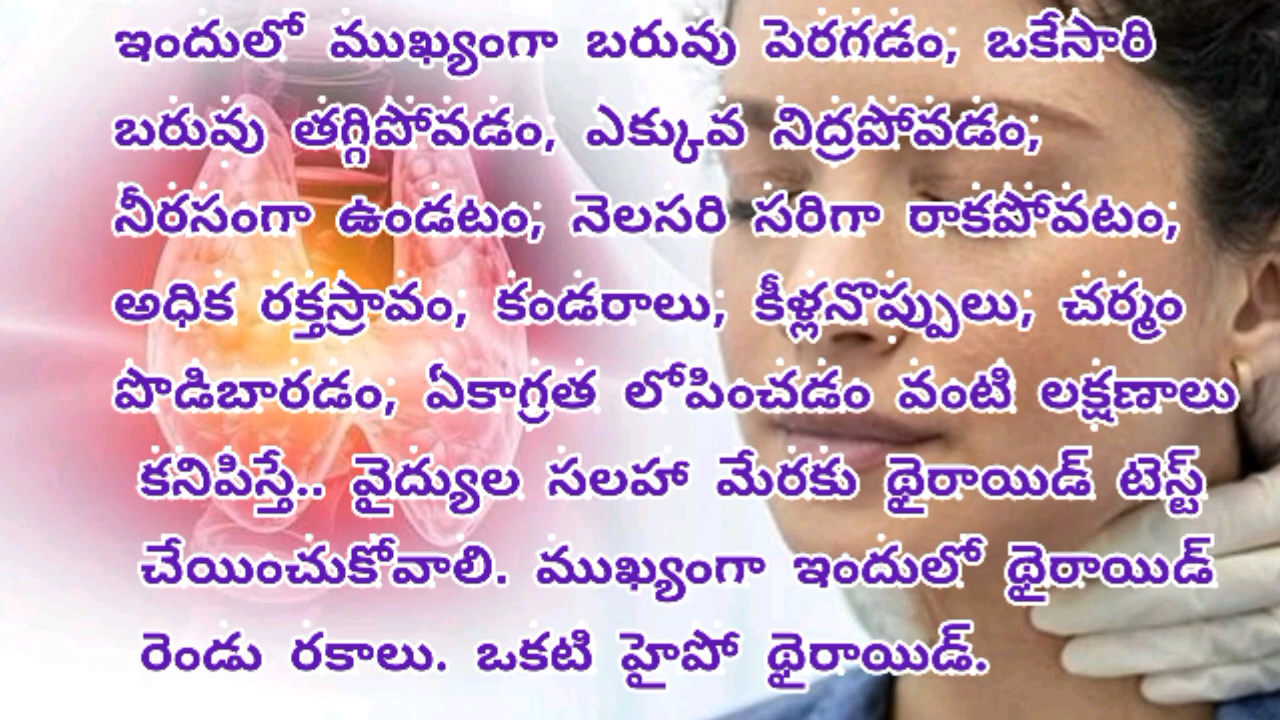 ఇందులో ముఖ్యంగా బరువు పెరగడం, ఒకేసారి
బరువు తగ్గిపోవడం, ఎక్కువ నిద్రపోవడం,
నీరసంగా ఉండటం, నెలసరి సరిగా రాకపోవటం,
అధిక రక్తస్రావం, కండరాలు, కీళ్లనొప్పులు, చర్మం
పొడిబారడం, ఏకాగ్రత లోపించడం వంటి లక్షణాలు
కనిపిస్తే.. వైద్యుల సలహా మేరకు థైరాయిడ్ టెస్ట్
చేయించుకోవాలి. ముఖ్యంగా ఇందులో థైరాయిడ్
రెండు రకాలు. ఒకటి హైపో థైరాయిడ్.